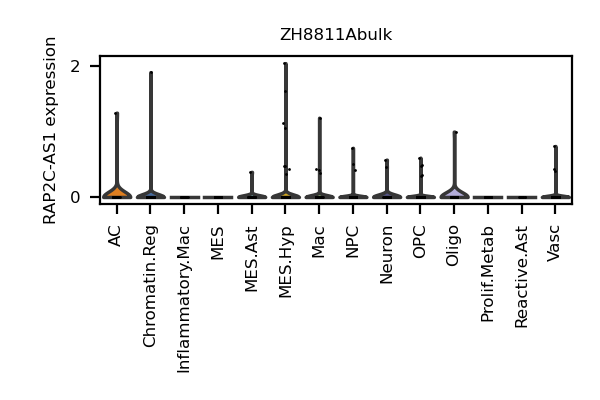 ZH8811Abulk
RAP2C-AS1 expression
2
0
AC
Chromatin.Reg
Inflammatory.Mac
MES
MES.Ast
MES.Hyp
Mac
NPC
Neuron
OPC
Oligo
Prolif.Metab
Reactive.Ast
Vasc